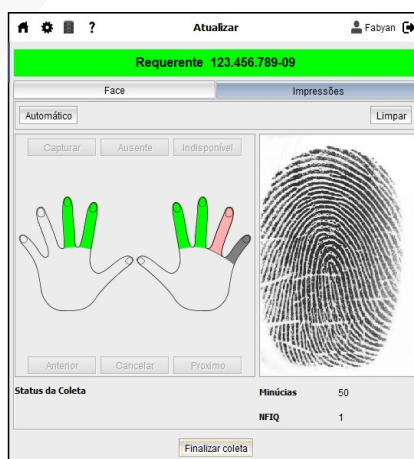 ? Atualizar Fabyan
Requerente 123.456.789-09
Face Impressões
Automático Limpar
Capturar Ausente Indisponível
Anterior Cancelar Proximo
Status da Coleta Minúcias 50
NFIQ 1
Finalizar coleta